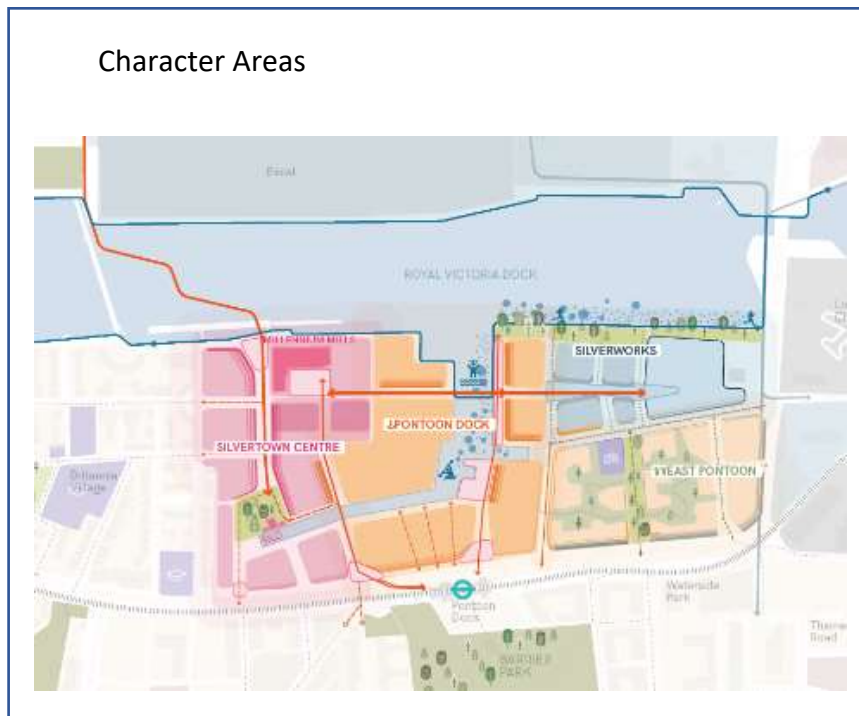 Character Areas
Excel
ROYAL VICTORIA DOCK
MILLENNIUM MILLS
SILVERWORKS
PONTOON DOCK
SILVERTOWN CENTRE
EAST PONTOON
Britannia
Village
Waterside
Park
Pontoon
Dock
Road
BARRIER
PARK